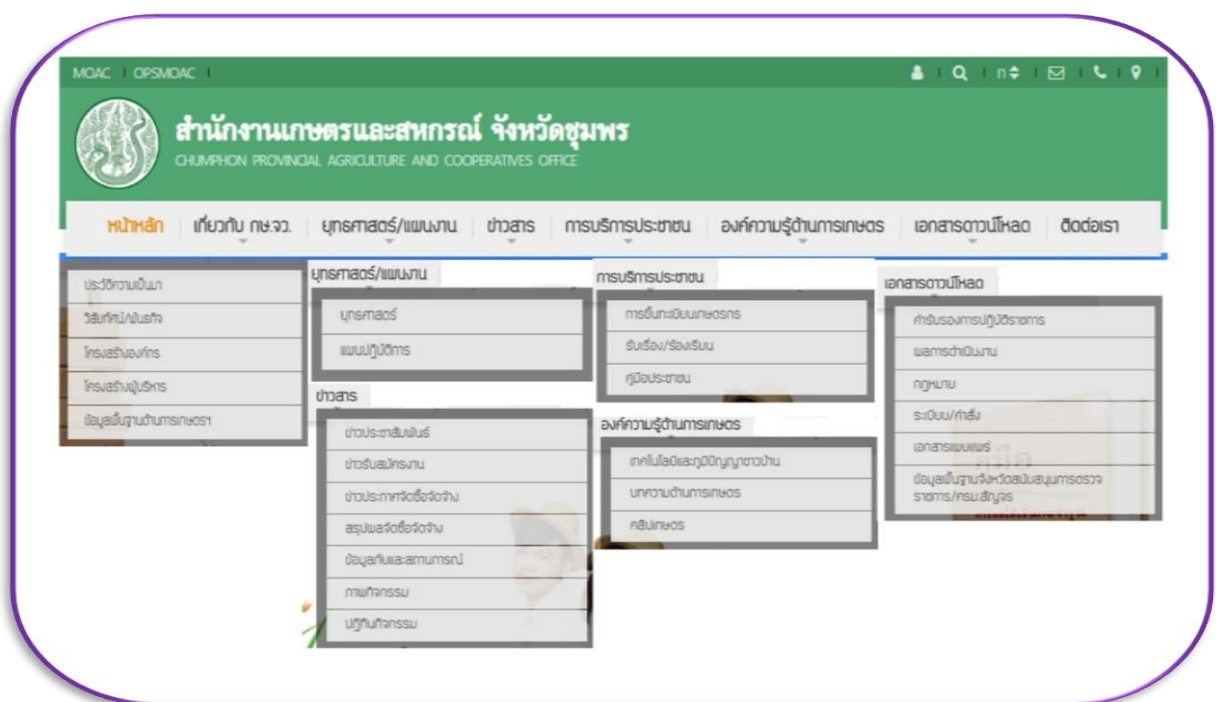 MOAC | OPSMOAC |
ก
สำนักงานเกษตรและสหกรณ์ จังหวัดชุมพร
CHUMPHON PROVINCIAL AGRICULTURE AND COOPERATIVES OFFICE
หน้าหลัก เกี่ยวกับ กษ.จว. ยุทธศาสตร์/แผนงาน ข่าวสาร การบริการประชาชน องค์ความรู้ด้านการเกษตร เอกสารดาวน์โหลด ติดต่อเรา
ประวัติความเป็นมา
วิสัยทัศน์/พันธกิจ
โครงสร้างองค์กร
โครงสร้างผู้บริหาร
ข้อมูลพื้นฐานด้านการเกษตรฯ
ยุทธศาสตร์/แผนงาน
ยุทธศาสตร์
แผนปฏิบัติการ
ข่าวสาร
ข่าวประชาสัมพันธ์
ข่าวรับสมัครงาน
ข่าวประกาศจัดซื้อจัดจ้าง
สรุปผลจัดซื้อจัดจ้าง
ข้อมูลภัยและสถานการณ์
ภาพกิจกรรม
ปฏิทินกิจกรรม
การบริการประชาชน
การขึ้นทะเบียนเกษตรกร
รับเรื่อง/ร้องเรียน
คู่มือประชาชน
องค์ความรู้ด้านการเกษตร
เทคโนโลยีและภูมิปัญญาชาวบ้าน
บทความด้านการเกษตร
คลิปเกษตร
เอกสารดาวน์โหลด
คำรับรองการปฏิบัติราชการ
ผลการดำเนินงาน
กฎหมาย
ระเบียบ/คำสั่ง
เอกสารเผยแพร่
คู่มือ
ข้อมูลพื้นฐานจังหวัดสนับสนุนการตรวจ
ราชการ/ครม.สัญจร